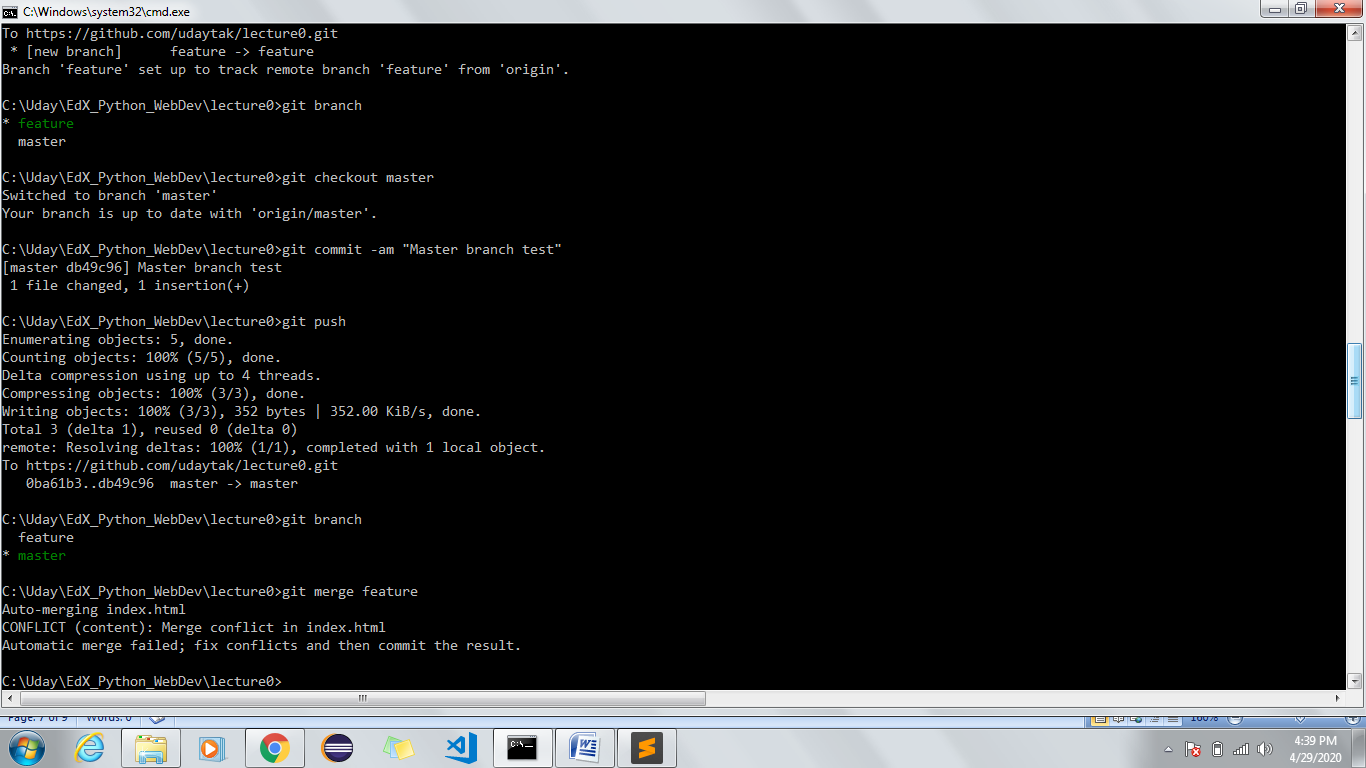 C:\Windows\system32\cmd.exe
To https://github.com/udaytak/lecture0.git
 * [new branch]      feature -> feature
Branch 'feature' set up to track remote branch 'feature' from 'origin'.
C:\Uday\EdX_Python_WebDev\lecture0>git branch
* feature
  master
C:\Uday\EdX_Python_WebDev\lecture0>git checkout master
Switched to branch 'master'
Your branch is up to date with 'origin/master'.
C:\Uday\EdX_Python_WebDev\lecture0>git commit -am "Master branch test"
[master db49c96] Master branch test
 1 file changed, 1 insertion(+)
C:\Uday\EdX_Python_WebDev\lecture0>git push
Enumerating objects: 5, done.
Counting objects: 100% (5/5), done.
Delta compression using up to 4 threads.
Compressing objects: 100% (3/3), done.
Writing objects: 100% (3/3), 352 bytes | 352.00 KiB/s, done.
Total 3 (delta 1), reused 0 (delta 0)
remote: Resolving deltas: 100% (1/1), completed with 1 local object.
To https://github.com/udaytak/lecture0.git
   0ba61b3..db49c96  master -> master
C:\Uday\EdX_Python_WebDev\lecture0>git branch
  feature
* master
C:\Uday\EdX_Python_WebDev\lecture0>git merge feature
Auto-merging index.html
CONFLICT (content): Merge conflict in index.html
Automatic merge failed; fix conflicts and then commit the result.
C:\Uday\EdX_Python_WebDev\lecture0>
Page: 7 of 9 Words: 0 100%
4:39 PM
4/29/2020